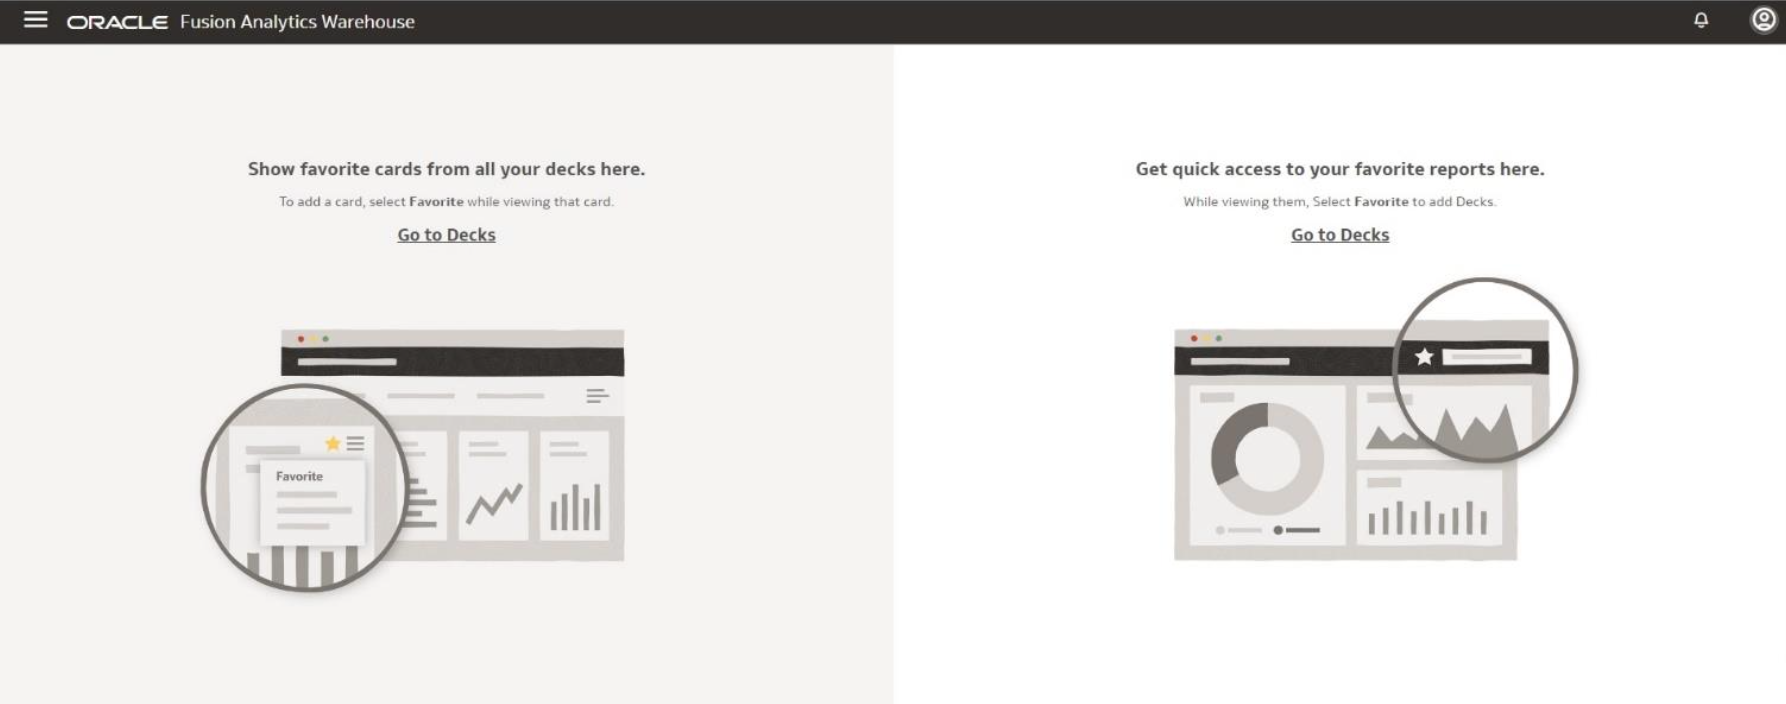 ORACLE Fusion Analytics Warehouse
Show favorite cards from all your decks here.
To add a card, select Favorite while viewing that card.
Go to Decks
Favorite
Get quick access to your favorite reports here.
While viewing them, Select Favorite to add Decks.
Go to Decks